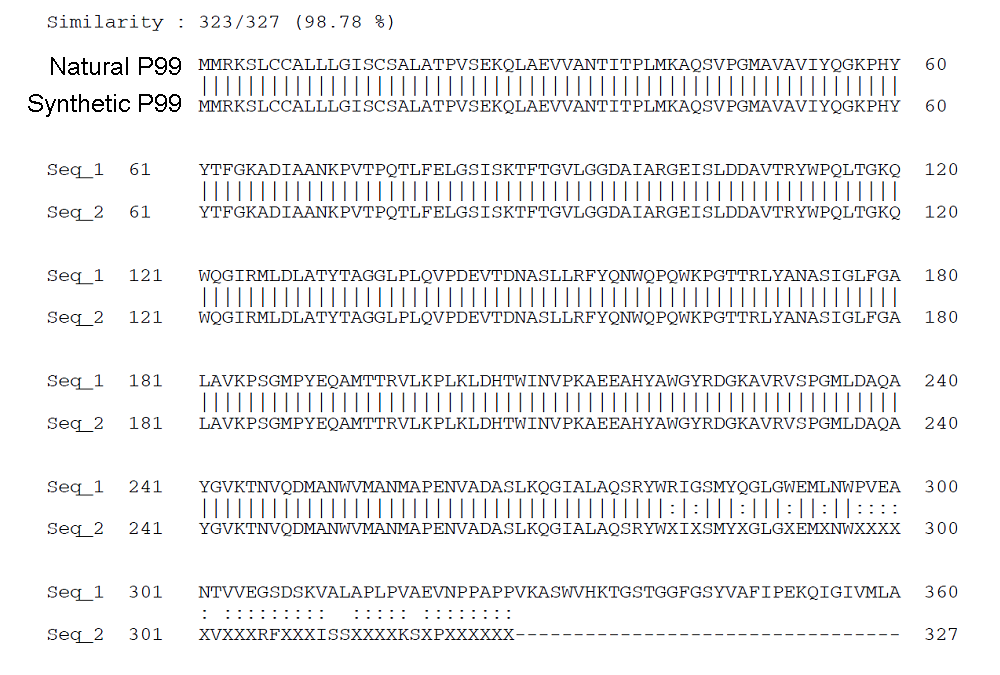 Similarity : 323/327 (98.78 %)
Natural P99 MMRKSLCCALLLGISCSALATPVSEKQLAEVVANTITPLMKAQSVPGMAVAVIYQGKPHY 60
||||||||||||||||||||||||||||||||||||||||||||||||||||||||||||
Synthetic P99 MMRKSLCCALLLGISCSALATPVSEKQLAEVVANTITPLMKAQSVPGMAVAVIYQGKPHY 60
Seq_1 61 YTFGKADIAANKPVTPQTLFELGSISKTFTGVLGGDAIARGEISLDDAVTRYWPQLTGKQ 120
||||||||||||||||||||||||||||||||||||||||||||||||||||||||||||
Seq_2 61 YTFGKADIAANKPVTPQTLFELGSISKTFTGVLGGDAIARGEISLDDAVTRYWPQLTGKQ 120
Seq_1 121 WQGIRMLDLATYTAGGLPLQVPDEVTDNASLLRFYQNWQPQWKPGTTRLYANASIGLFGA 180
||||||||||||||||||||||||||||||||||||||||||||||||||||||||||||
Seq_2 121 WQGIRMLDLATYTAGGLPLQVPDEVTDNASLLRFYQNWQPQWKPGTTRLYANASIGLFGA 180
Seq_1 181 LAVKPSGMPYEQAMTTRVLKPLKLDHTWINVPKAEEAHYAWGYRDGKAVRVSPGMLDAQA 240
||||||||||||||||||||||||||||||||||||||||||||||||||||||||||||
Seq_2 181 LAVKPSGMPYEQAMTTRVLKPLKLDHTWINVPKAEEAHYAWGYRDGKAVRVSPGMLDAQA 240
Seq_1 241 YGVKTNVQDMANWVMANMAPENVADASLKQGIALAQSRYWRIGSMYQGLGWEMLNWPVEA 300
||||||||||||||||||||||||||||||||||||||||:|:|||:|||:||:||::::
Seq_2 241 YGVKTNVQDMANWVMANMAPENVADASLKQGIALAQSRYWXIXSMYXGLGXEMXNWXXXX 300
Seq_1 301 NTVVEGSDSKVALAPLPVAEVNPPAPPVKASWVHKTGSTGGFGSYVAFIPEKQIGIVMLA 360
: ::::::::: ::::: ::::::::
Seq_2 301 XVXXXRFXXXISSXXXXKSXPXXXXXX--------------------------------- 327